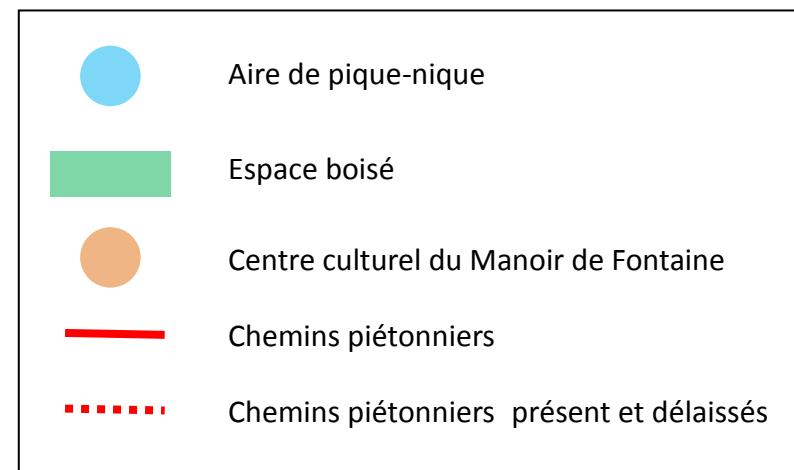 Aire de pique-nique
Espace boisé
Centre culturel du Manoir de Fontaine
Chemins piétonniers
Chemins piétonniers  présent et délaissés